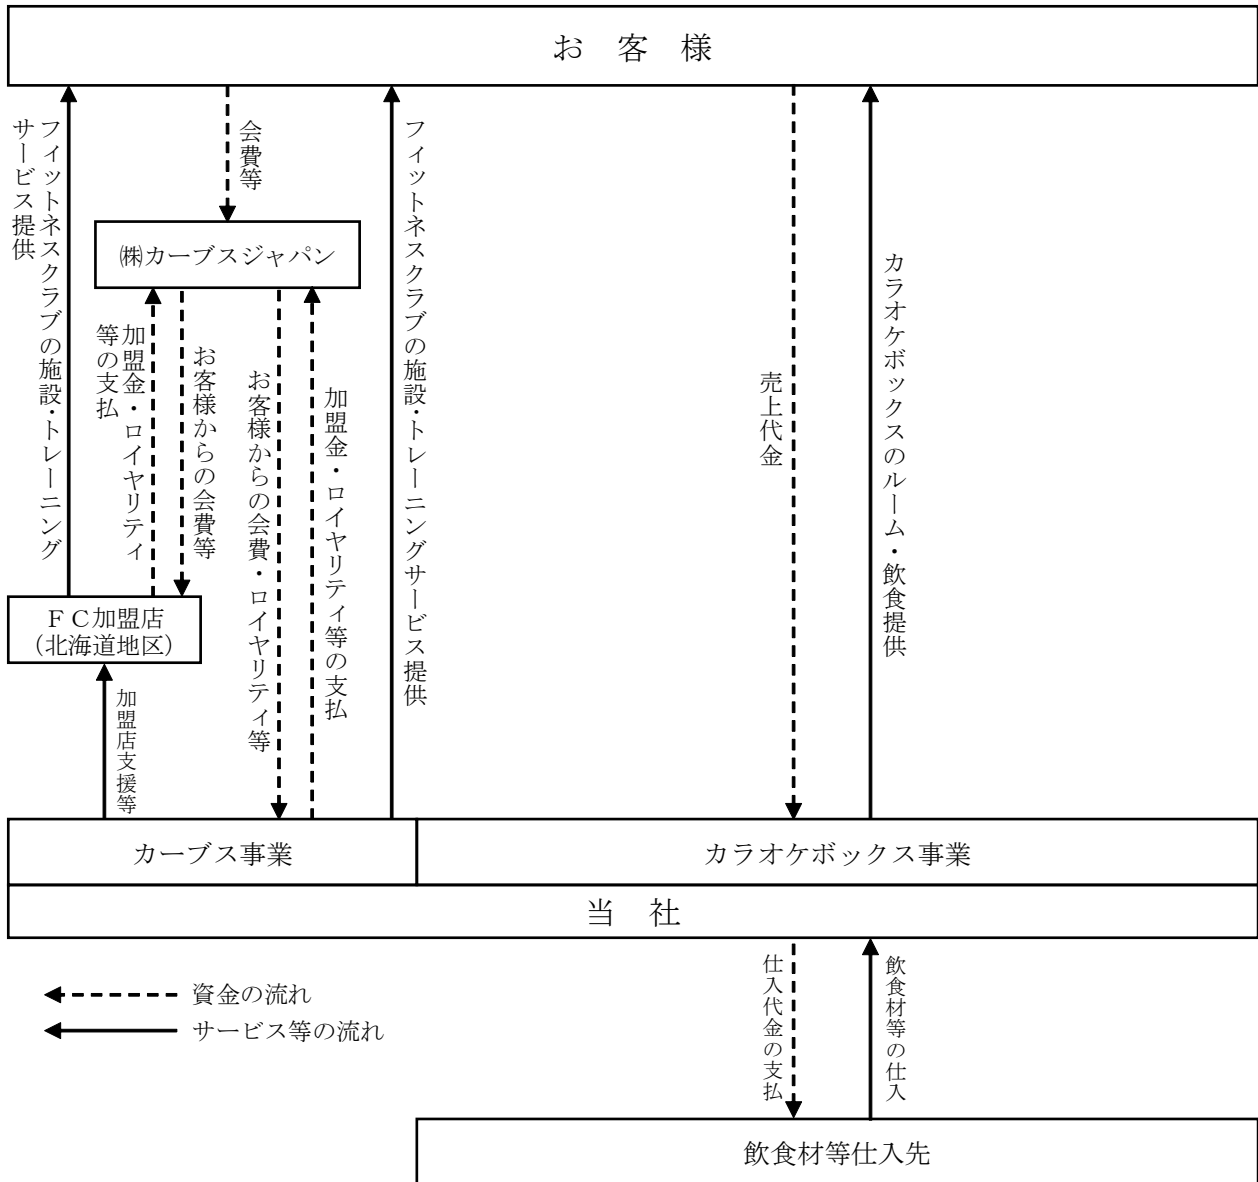 お 客 様
フィットネスクラブの施設・トレーニング
サービス提供
会費等
㈱カーブスジャパン
加盟金・ロイヤリティ
等の支払
お客様からの会費等
お客様からの会費・ロイヤリティ等
加盟金・ロイヤリティ等の支払
フィットネスクラブの施設・トレーニングサービス提供
売上代金
カラオケボックスのルーム・飲食提供
ＦＣ加盟店
(北海道地区)
加盟店支援等
カーブス事業
カラオケボックス事業
当 社
資金の流れ
サービス等の流れ
仕入代金の支払
飲食材等の仕入
飲食材等仕入先